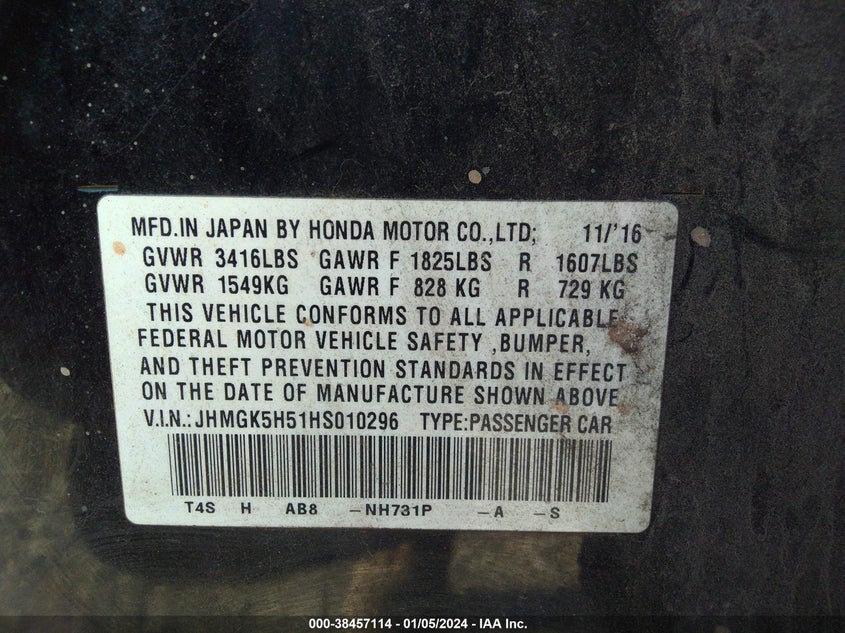 MFD.IN JAPAN BY HONDA MOTOR CO.,LTD; 11/'16
GVWR 3416LBS GAWR F 1825LBS R 1607LBS
GVWR 1549KG GAWR F 828 KG R 729 KG
THIS VEHICLE CONFORMS TO ALL APPLICABLE
FEDERAL MOTOR VEHICLE SAFETY ,BUMPER,
AND THEFT PREVENTION STANDARDS IN EFFECT
ON THE DATE OF MANUFACTURE SHOWN ABOVE
V.I.N.: JHMGK5H51HS010296 TYPE:PASSENGER CAR
T4S H AB8 -NH731P -A -S
000-38457114 - 01/05/2024 - IAA Inc.